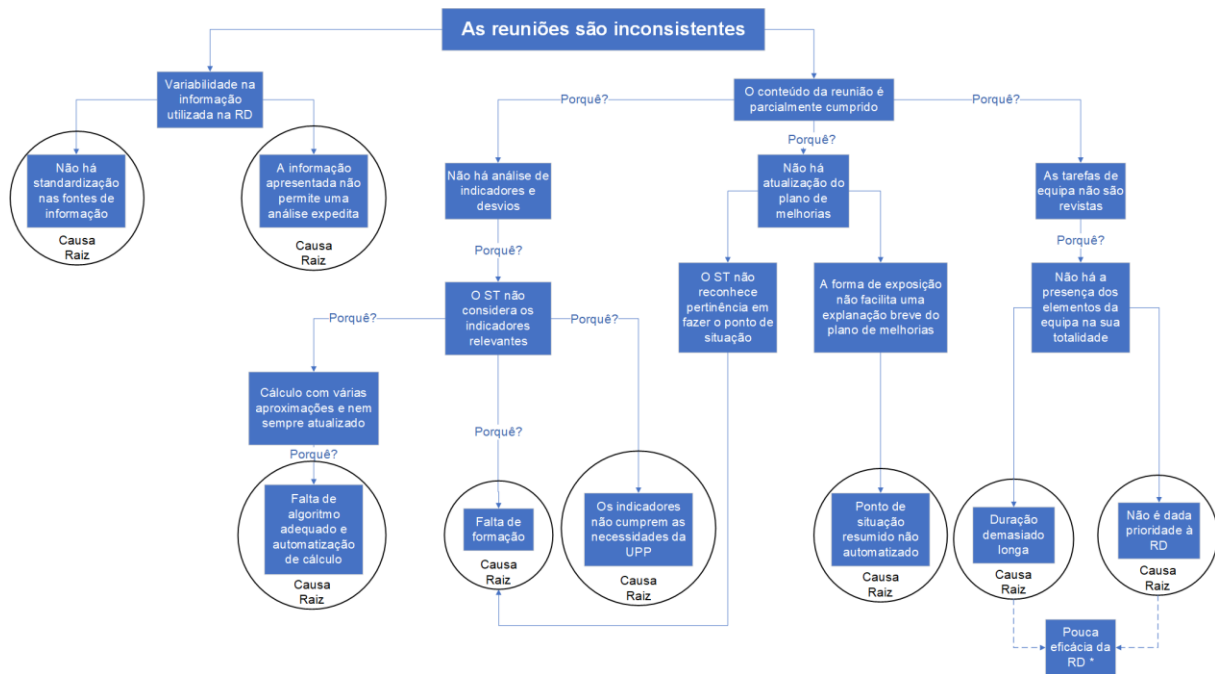 As reuniões são inconsistentes
Variabilidade na
informação
utilizada na RD
Não há
standardização
nas fontes de
informação
Causa
Raiz
A informação
apresentada não
permite uma
análise expedita
Causa
Raiz
O conteúdo da reunião é
parcialmente cumprido
Porquê?
Porquê?
Porquê?
Não há análise de
indicadores e
desvios
Não há
atualização do
plano de
melhorias
As tarefas de
equipa não são
revistas
Porquê?
Porquê?
O ST não
considera os
indicadores
relevantes
O ST não
reconhece
pertinência em
fazer o ponto de
situação
A forma de exposição
não facilita uma
explanação breve do
plano de melhorias
Não há a
presença dos
elementos da
equipa na sua
totalidade
Porquê?
Porquê?
Cálculo com várias
aproximações e nem
sempre atualizado
Porquê?
Porquê?
Falta de
algoritmo
adequado e
automatização
de cálculo
Causa
Raiz
Falta de
formação
Causa
Raiz
Os indicadores
não cumprem as
necessidades da
UPP
Causa
Raiz
Ponto de
situação
resumido não
automatizado
Causa
Raiz
Duração
demasiado
longa
Causa
Raiz
Não é dada
prioridade à
RD
Causa
Raiz
Pouca
eficácia da
RD *